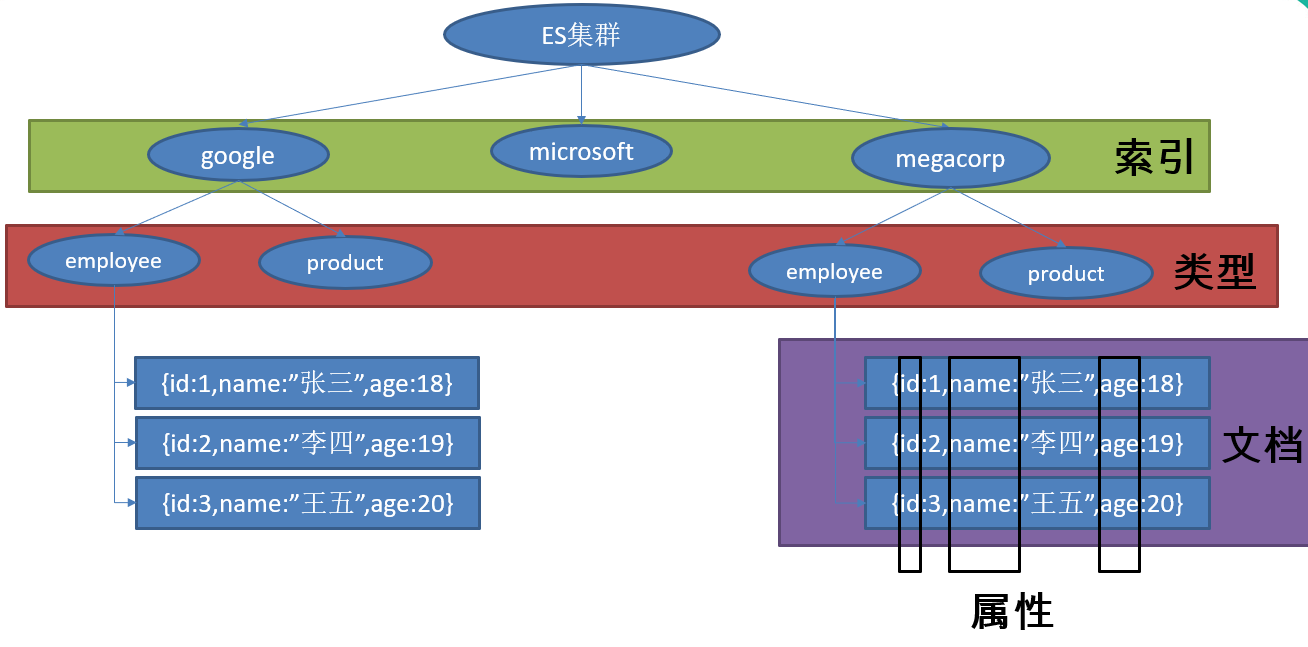 ES集群
google
microsoft
megacorp
索引
employee
product
employee
product
类型
{id:1,name:”张三”,age:18}
{id:2,name:”李四”,age:19}
{id:3,name:”王五”,age:20}
{id:1,name:”张三”,age:18}
{id:2,name:”李四”,age:19}
{id:3,name:”王五”,age:20}
文档
属性